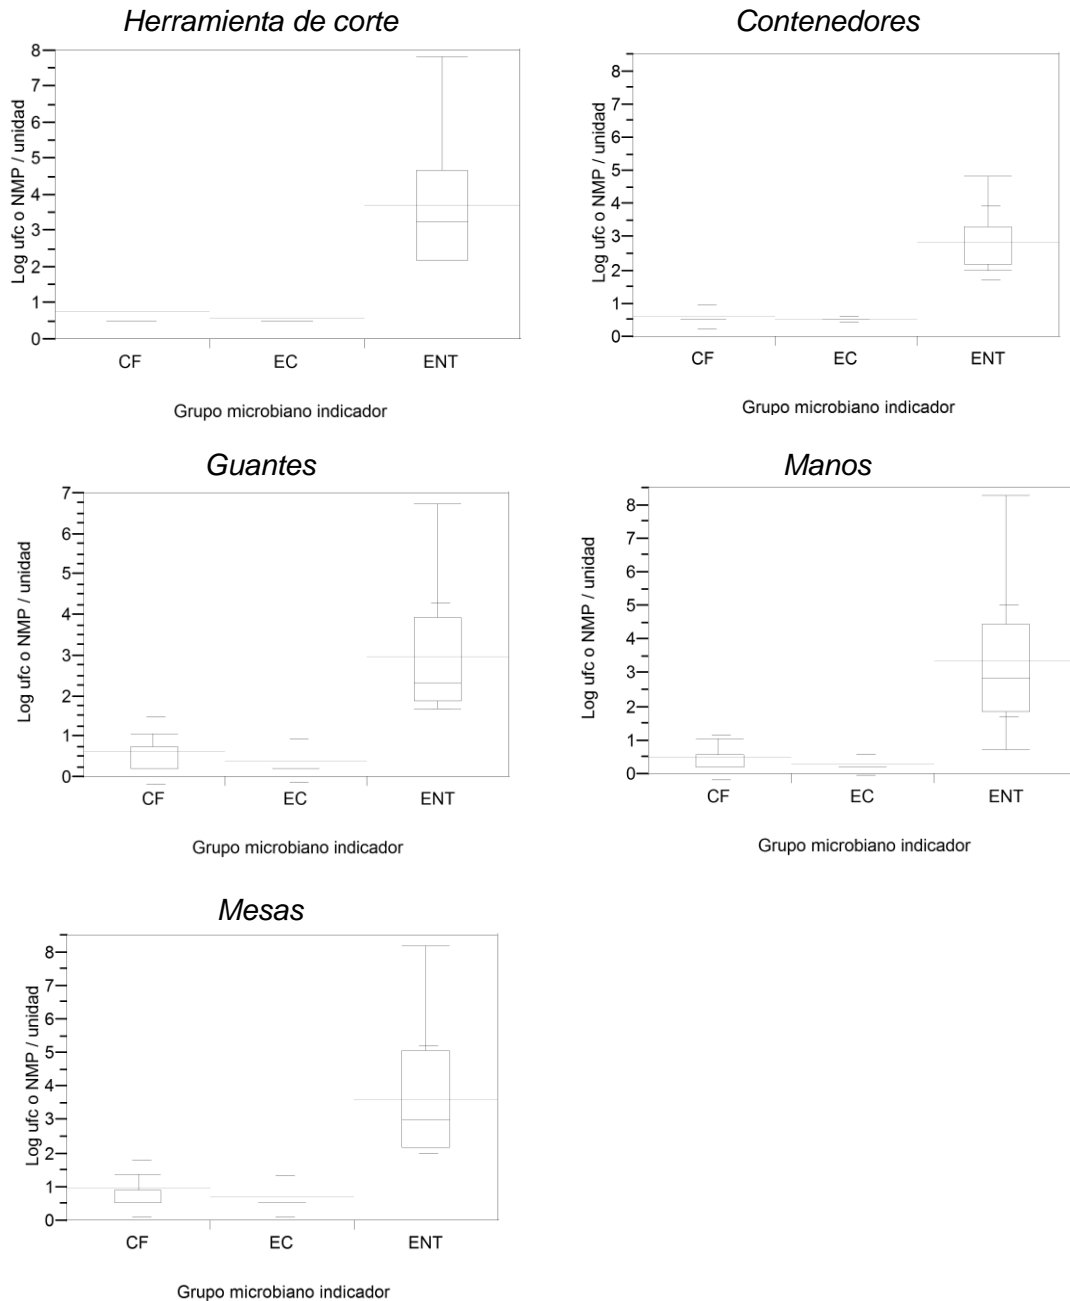 Herramienta de corte
Log ufc o NMP / unidad
8
7
6
5
4
3
2
1
0
CF EC ENT
Grupo microbiano indicador
Contenedores
Log ufc o NMP / unidad
8
7
6
5
4
3
2
1
0
CF EC ENT
Grupo microbiano indicador
Guantes
Log ufc o NMP / unidad
7
6
5
4
3
2
1
0
CF EC ENT
Grupo microbiano indicador
Manos
Log ufc o NMP / unidad
8
7
6
5
4
3
2
1
0
CF EC ENT
Grupo microbiano indicador
Mesas
Log ufc o NMP / unidad
8
7
6
5
4
3
2
1
0
CF EC ENT
Grupo microbiano indicador